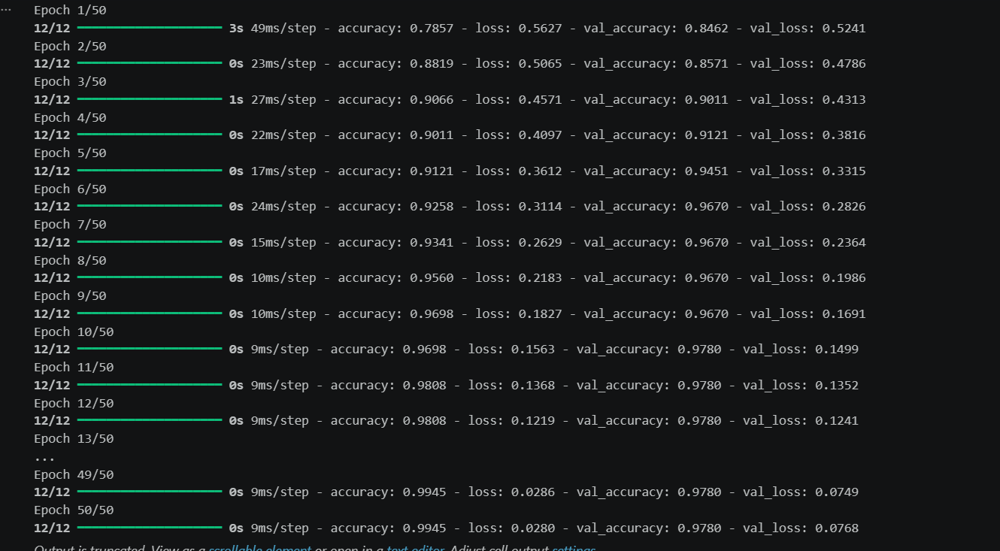 ...
Epoch 1/50
12/12 3s 49ms/step - accuracy: 0.7857 - loss: 0.5627 - val_accuracy: 0.8462 - val_loss: 0.5241
Epoch 2/50
12/12 0s 23ms/step - accuracy: 0.8819 - loss: 0.5065 - val_accuracy: 0.8571 - val_loss: 0.4786
Epoch 3/50
12/12 1s 27ms/step - accuracy: 0.9066 - loss: 0.4571 - val_accuracy: 0.9011 - val_loss: 0.4313
Epoch 4/50
12/12 0s 22ms/step - accuracy: 0.9011 - loss: 0.4097 - val_accuracy: 0.9121 - val_loss: 0.3816
Epoch 5/50
12/12 0s 17ms/step - accuracy: 0.9121 - loss: 0.3612 - val_accuracy: 0.9451 - val_loss: 0.3315
Epoch 6/50
12/12 0s 24ms/step - accuracy: 0.9258 - loss: 0.3114 - val_accuracy: 0.9670 - val_loss: 0.2826
Epoch 7/50
12/12 0s 15ms/step - accuracy: 0.9341 - loss: 0.2629 - val_accuracy: 0.9670 - val_loss: 0.2364
Epoch 8/50
12/12 0s 10ms/step - accuracy: 0.9560 - loss: 0.2183 - val_accuracy: 0.9670 - val_loss: 0.1986
Epoch 9/50
12/12 0s 10ms/step - accuracy: 0.9698 - loss: 0.1827 - val_accuracy: 0.9670 - val_loss: 0.1691
Epoch 10/50
12/12 0s 9ms/step - accuracy: 0.9698 - loss: 0.1563 - val_accuracy: 0.9780 - val_loss: 0.1499
Epoch 11/50
12/12 0s 9ms/step - accuracy: 0.9808 - loss: 0.1368 - val_accuracy: 0.9780 - val_loss: 0.1352
Epoch 12/50
12/12 0s 9ms/step - accuracy: 0.9808 - loss: 0.1219 - val_accuracy: 0.9780 - val_loss: 0.1241
Epoch 13/50
...
Epoch 49/50
12/12 0s 9ms/step - accuracy: 0.9945 - loss: 0.0286 - val_accuracy: 0.9780 - val_loss: 0.0749
Epoch 50/50
12/12 0s 9ms/step - accuracy: 0.9945 - loss: 0.0280 - val_accuracy: 0.9780 - val_loss: 0.0768
Output is truncated. View as a scrollable element or open in a text editor. Adjust cell output settings...